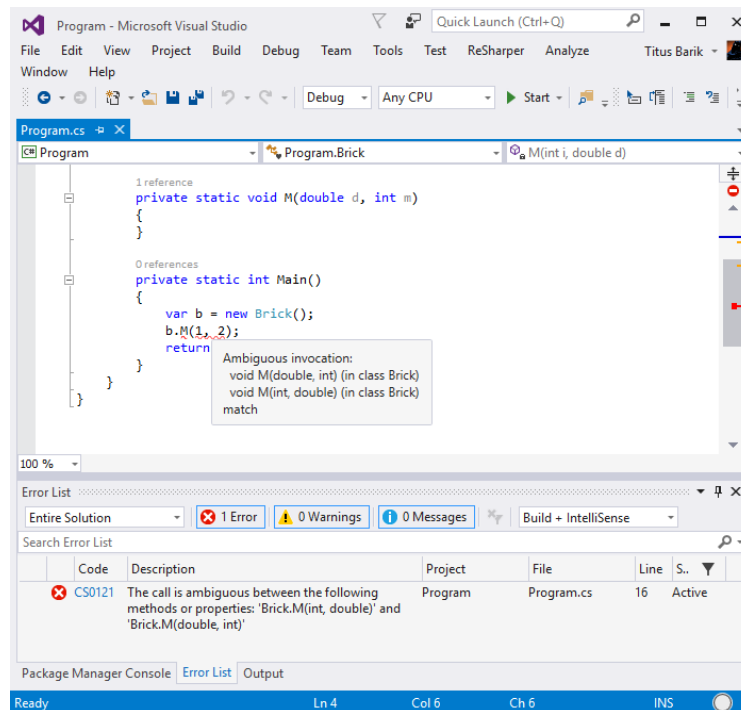 Program - Microsoft Visual Studio
Quick Launch (Ctrl+Q)
File Edit View Project Build Debug Team Tools Test ReSharper Analyze Titus Barik
Window Help
Debug Any CPU Start
Program.cs
C# Program Program.Brick M(int i, double d)
1 reference
private static void M(double d, int m)
{
}
0 references
private static int Main()
{
var b = new Brick();
b.M(1, 2);
return
}
}
}
Ambiguous invocation:
void M(double, int) (in class Brick)
void M(int, double) (in class Brick)
match
100 %
Error List
Entire Solution 1 Error 0 Warnings 0 Messages Build + IntelliSense
Search Error List
Code Description Project File Line S..
CS0121 The call is ambiguous between the following Program Program.cs 16 Active
methods or properties: 'Brick.M(int, double)' and
'Brick.M(double, int)'
Package Manager Console Error List Output
Ready Ln 4 Col 6 Ch 6 INS